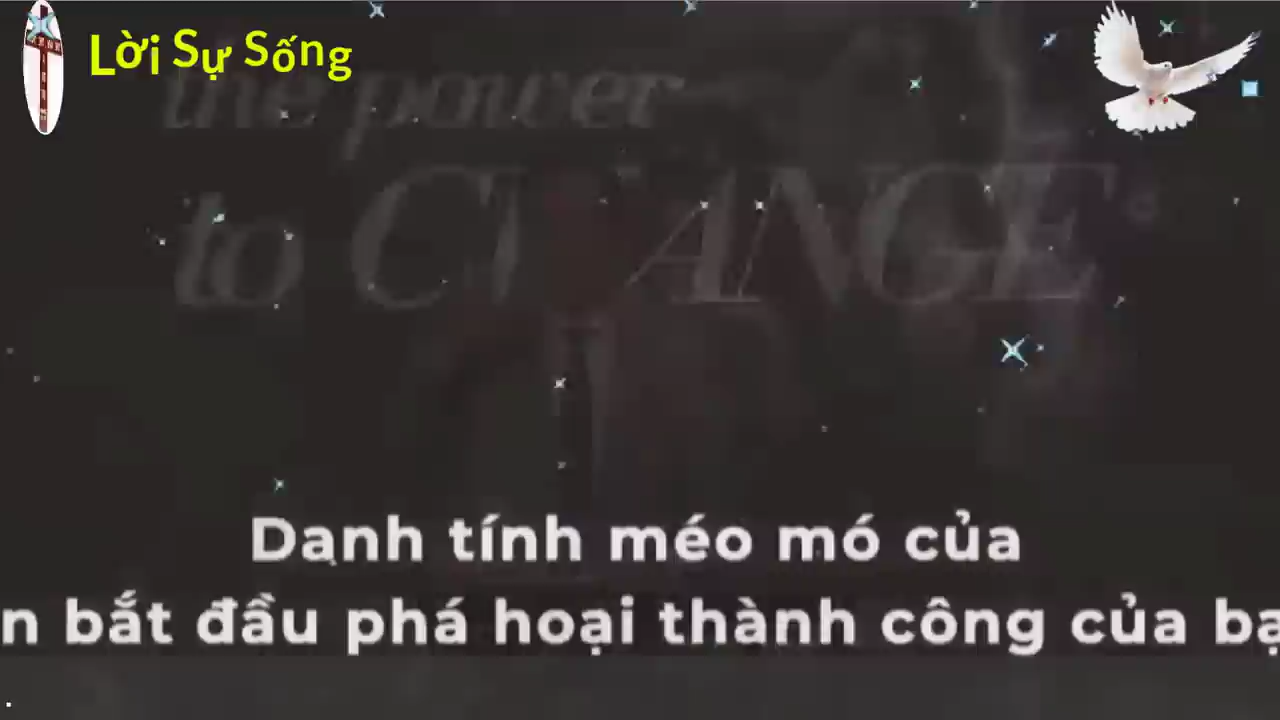 Lời Sự Sống
the power
to CHANGE
Danh tính méo mó của
n bắt đầu phá hoại thành công của bạ